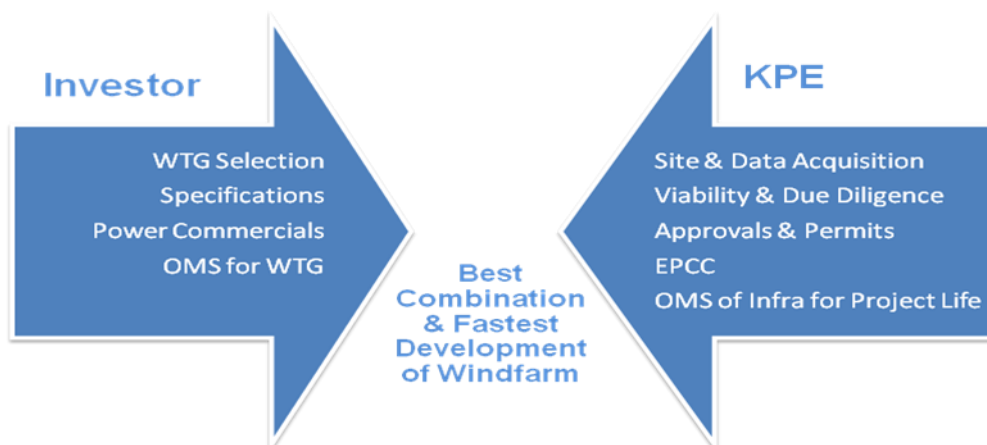 Investor
WTG Selection
Specifications
Power Commercials
OMS for WTG
Best
Combination
& Fastest
Development
of Windfarm
KPE
Site & Data Acquisition
Viability & Due Diligence
Approvals & Permits
EPCC
OMS of Infra for Project Life